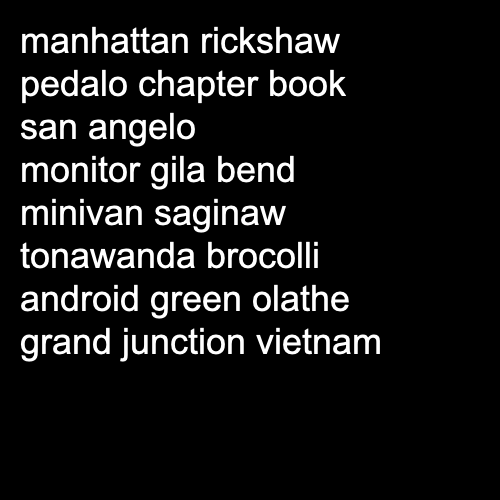 manhattan rickshaw
pedalo chapter book
san angelo
monitor gila bend
minivan saginaw
tonawanda brocolli
android green olathe
grand junction vietnam